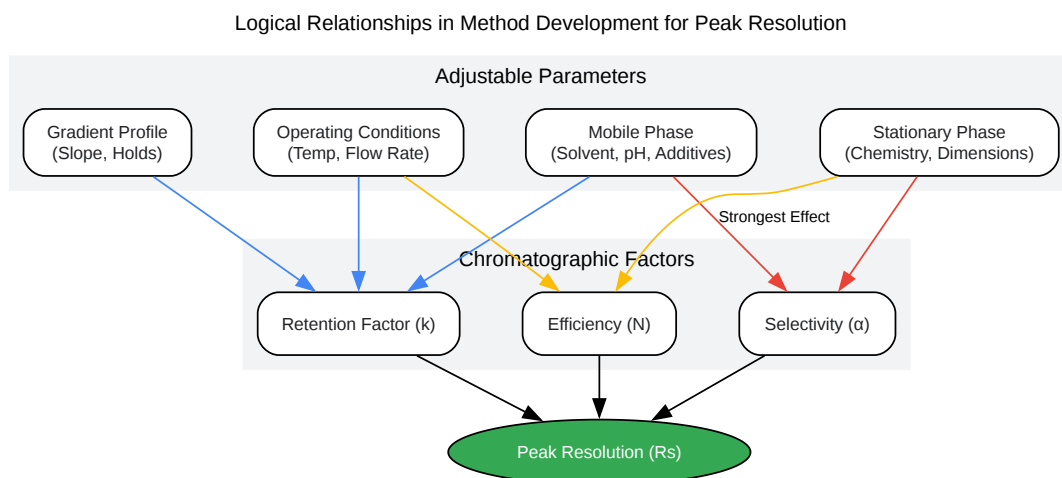 Logical Relationships in Method Development for Peak Resolution
Adjustable Parameters
Gradient Profile
(Slope, Holds)
Operating Conditions
(Temp, Flow Rate)
Mobile Phase
(Solvent, pH, Additives)
Stationary Phase
(Chemistry, Dimensions)
Strongest Effect
Chromatographic Factors
Retention Factor (k)
Efficiency (N)
Selectivity (α)
Peak Resolution (Rs)